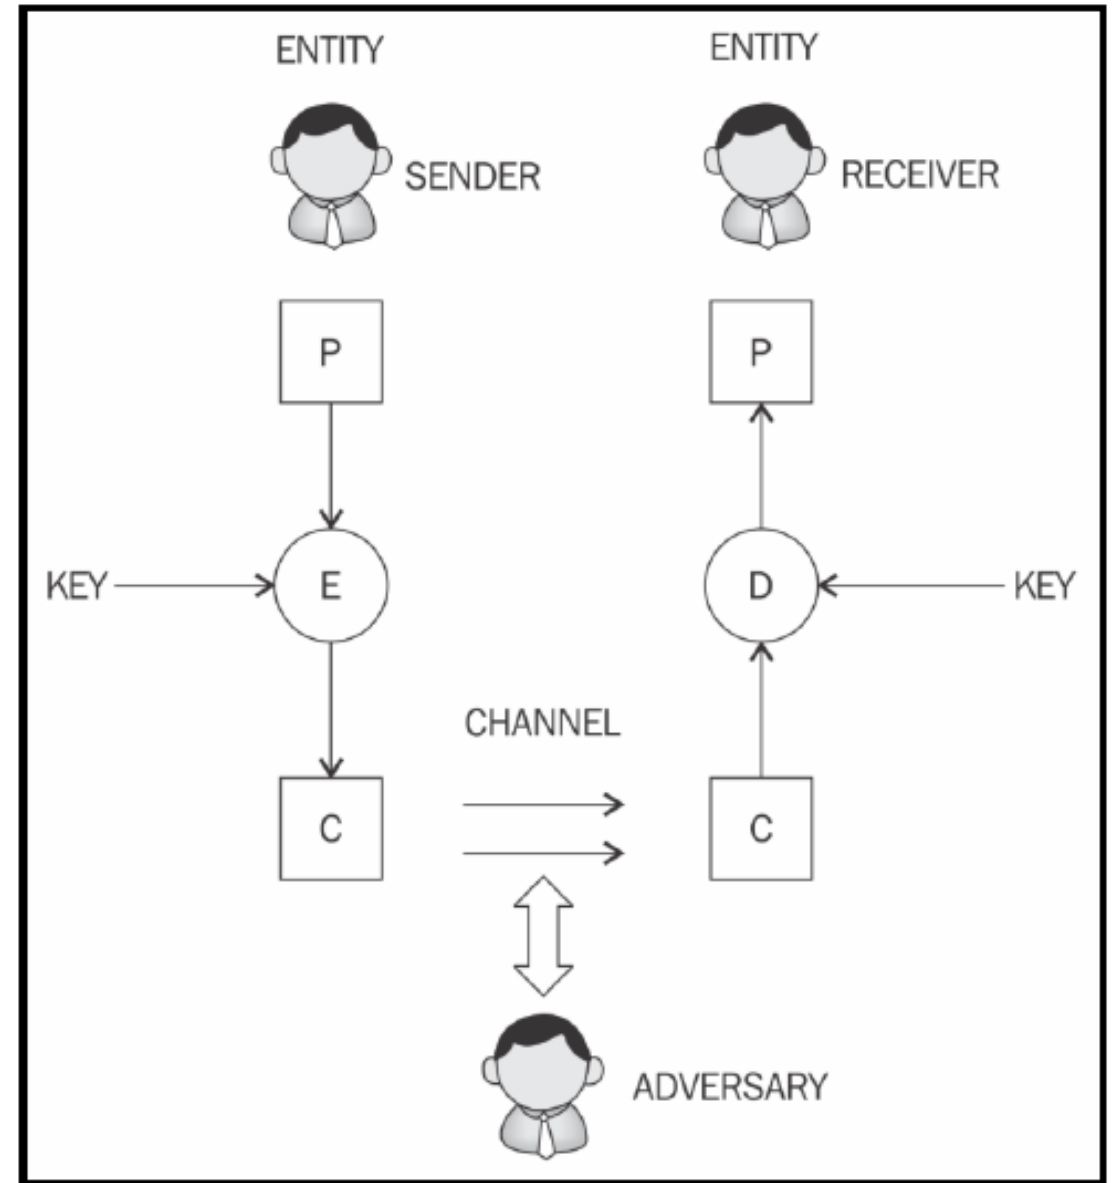 ENTITY
ENTITY
SENDER
RECEIVER
P
P
KEY
E
D
KEY
CHANNEL
C
C
ADVERSARY